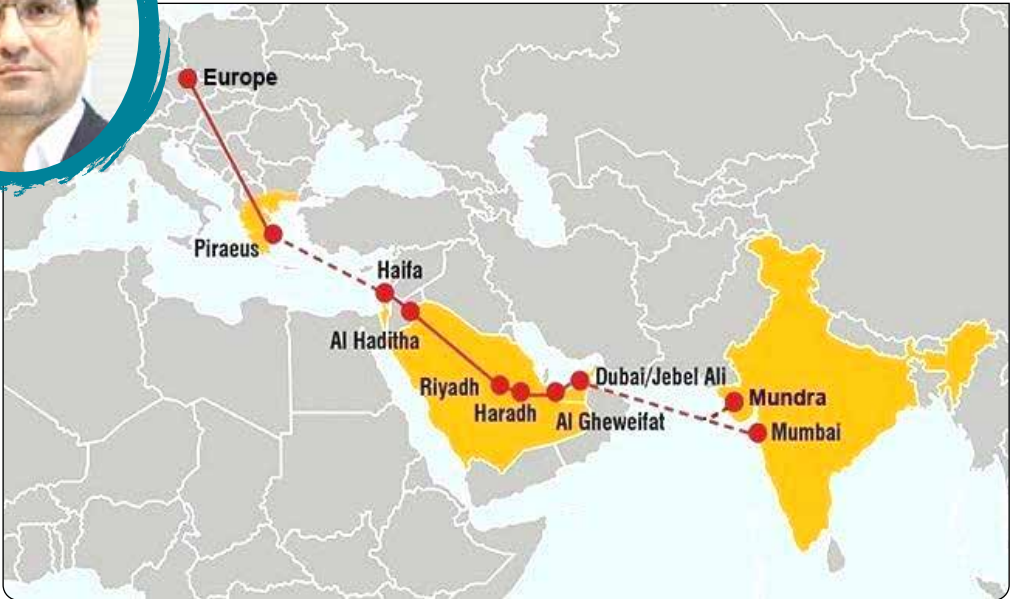 Europe
Piraeus
Haifa
Al Haditha
Riyadh
Haradh
Dubai/Jebel Ali
Al Gheweifat
Mundra
Mumbai